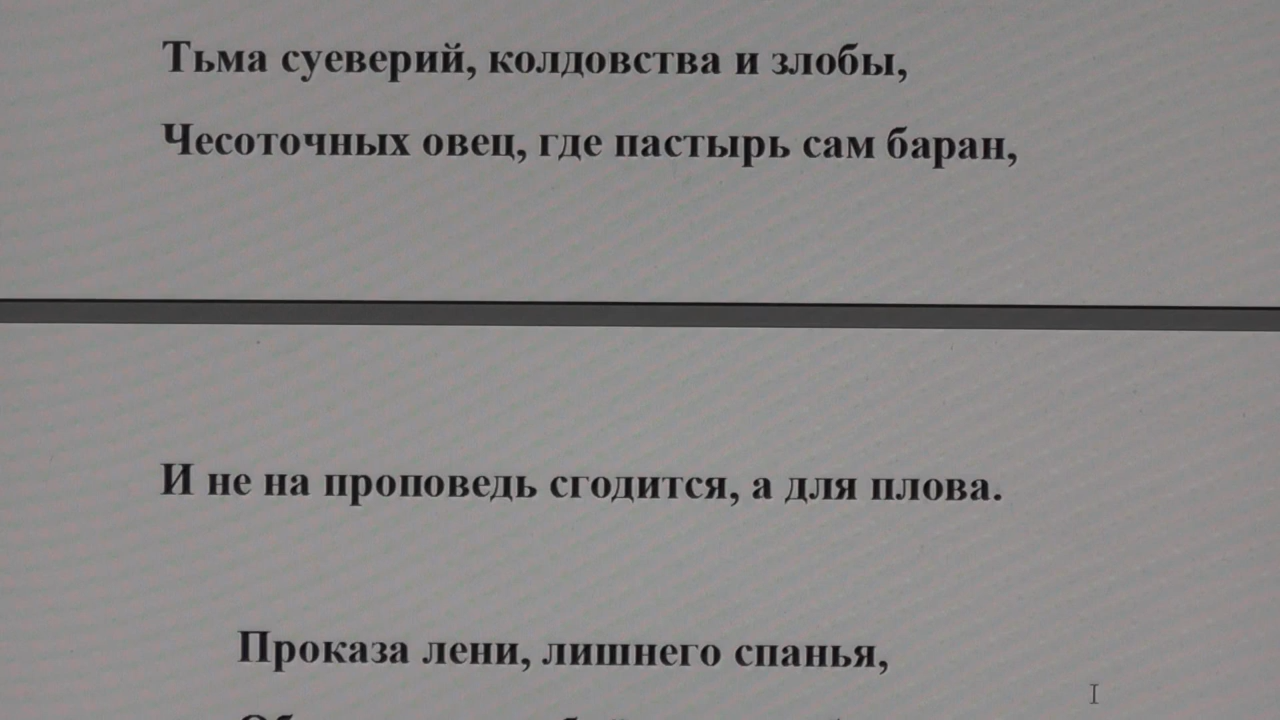 Тьма суеверий, колдовства и злобы,
Чесоточных овец, где пастырь сам баран,
И не на проповедь сгодится, а для плова.
Проказа лени, лишнего спанья,